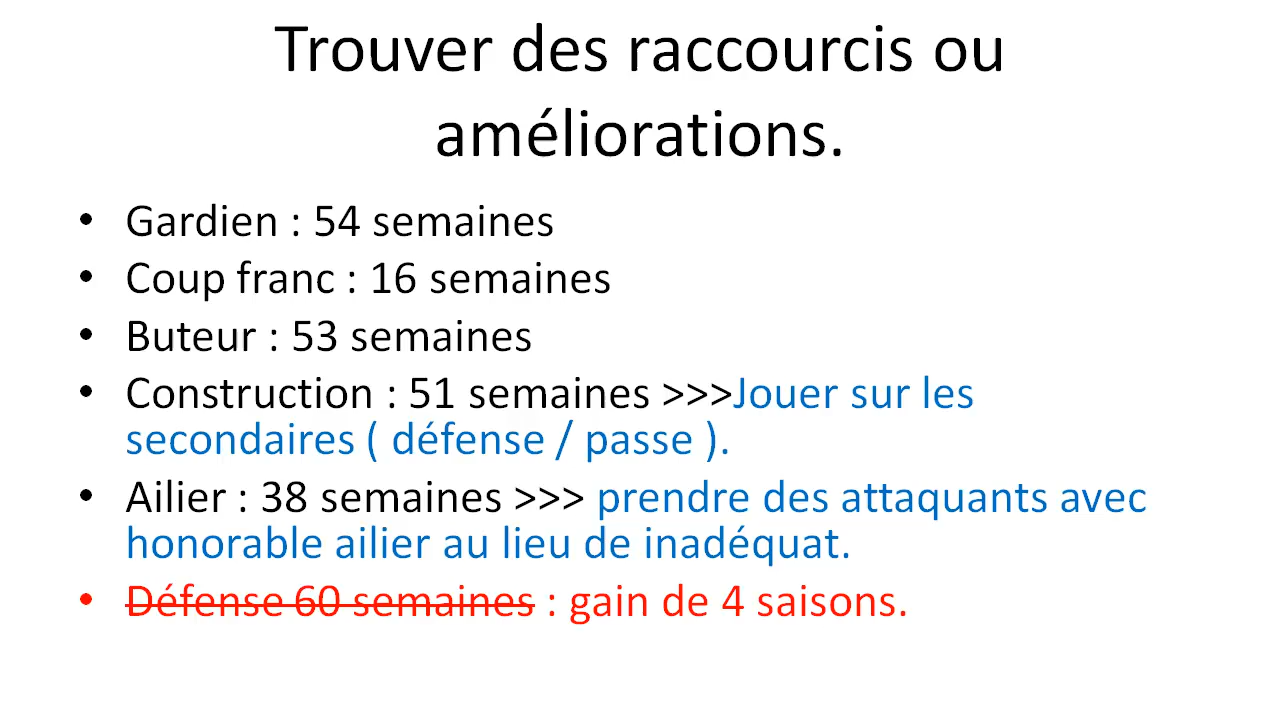 Trouver des raccourcis ou
améliorations.
• Gardien : 54 semaines
• Coup franc : 16 semaines
• Buteur : 53 semaines
• Construction : 51 semaines >>>Jouer sur les
secondaires ( défense / passe ).
• Ailier : 38 semaines >>> prendre des attaquants avec
honorable ailier au lieu de inadéquat.
• Défense 60 semaines : gain de 4 saisons.